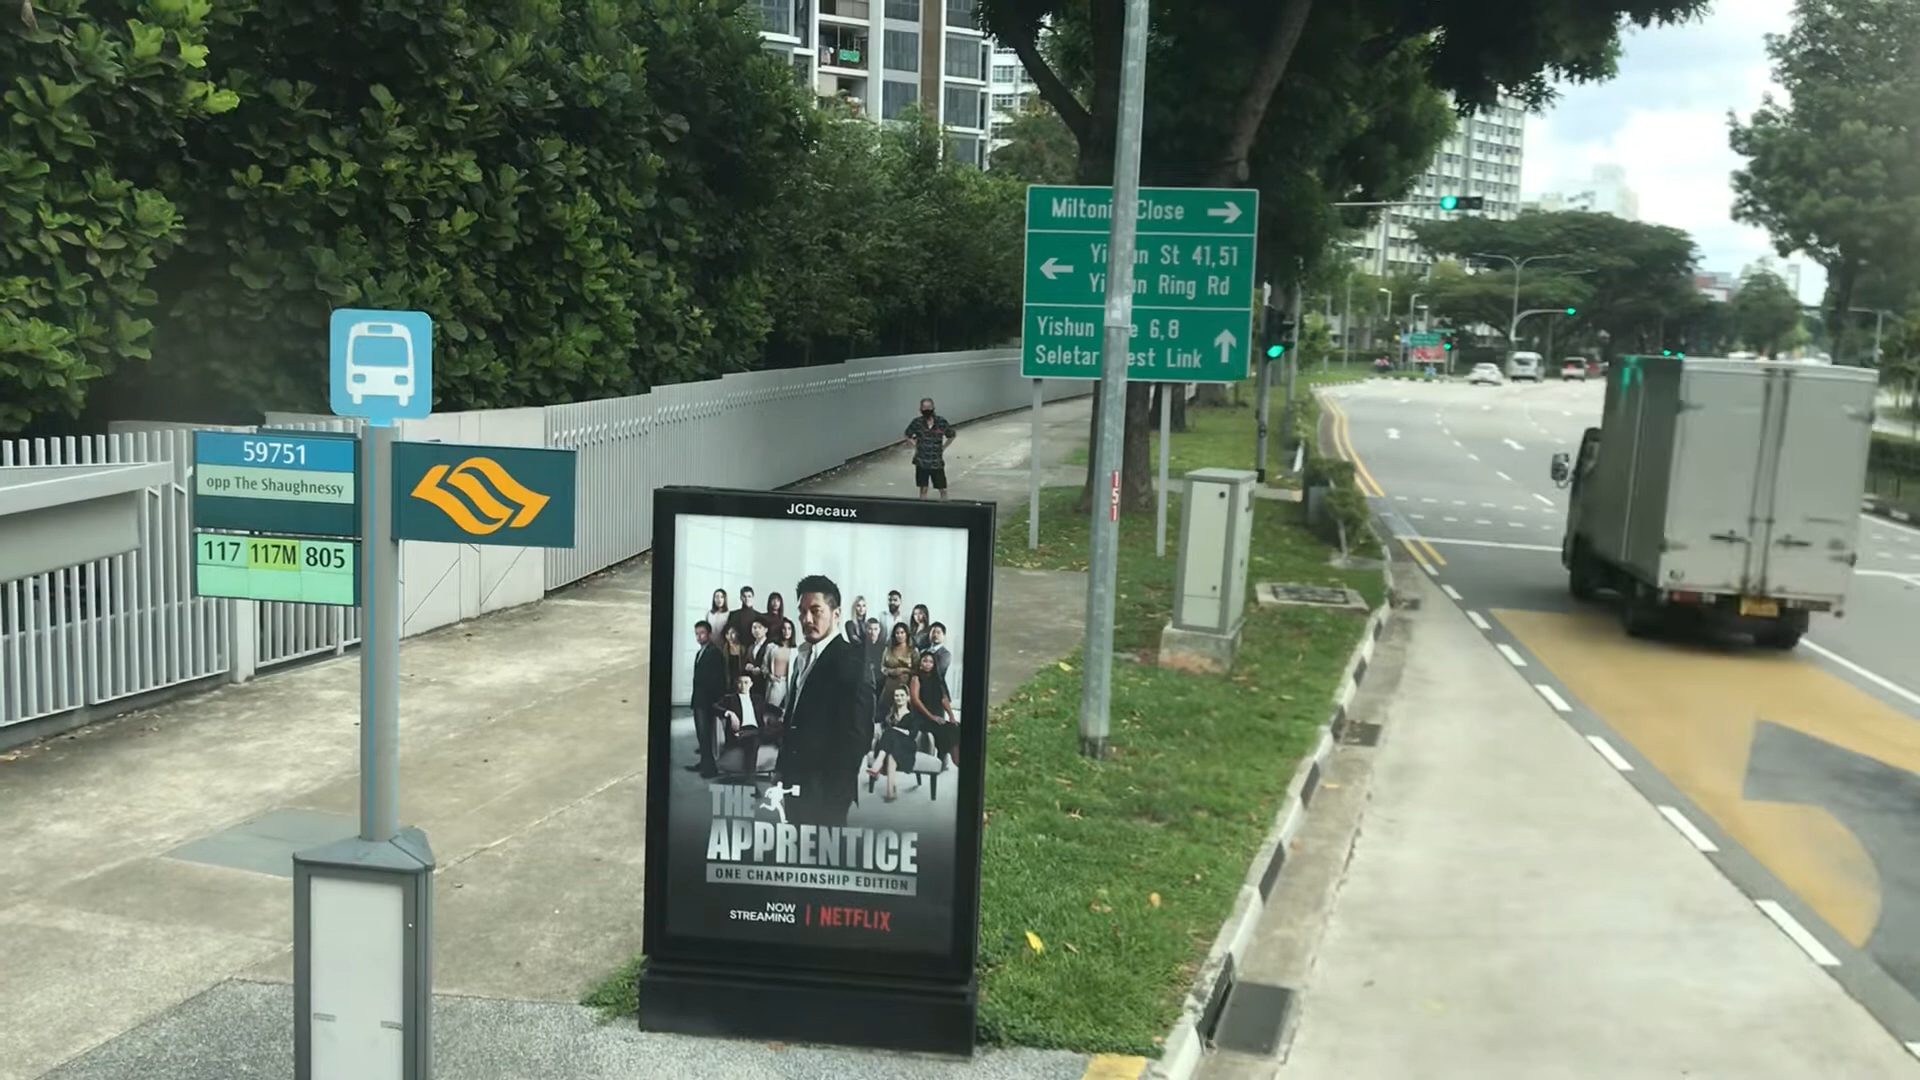 59751
opp The Shaughnessy
117 117M 805
JCDecaux
THE
APPRENTICE
ONE CHAMPIONSHIP EDITION
NOW
STREAMING
NETFLIX
Close
St 41,51
Ring Rd
Yishun 6,8
Seletar Link
151